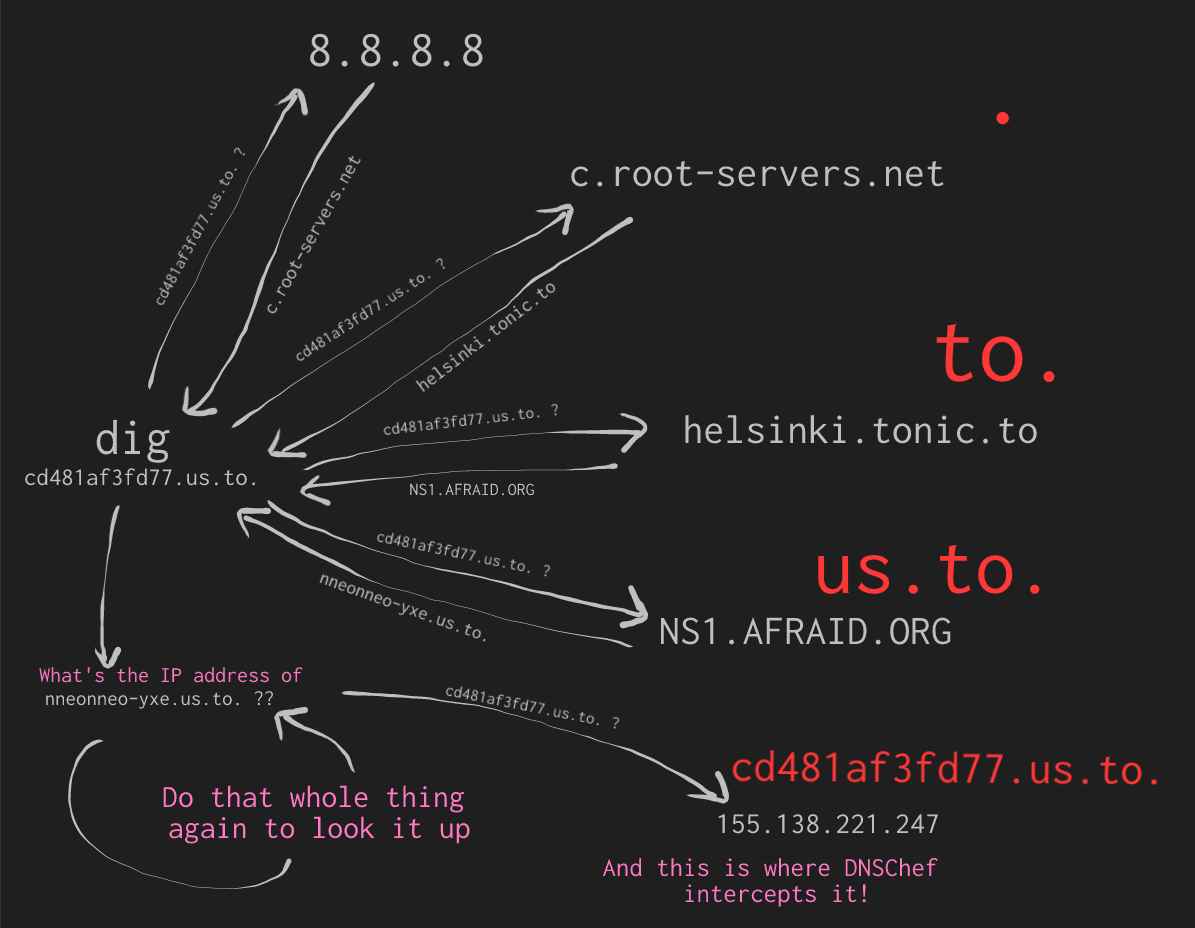 8.8.8.8
.
cd481af3fd77.us.to. ?
c.root-servers.net
c.root-servers.net
cd481af3fd77.us.to. ?
helsinki.tonic.to
to.
dig
cd481af3fd77.us.to.
cd481af3fd77.us.to. ?
helsinki.tonic.to
NS1.AFRAID.ORG
us.to.
cd481af3fd77.us.to. ?
nneonneo-yxe.us.to.
NS1.AFRAID.ORG
What's the IP address of
nneonneo-yxe.us.to. ??
cd481af3fd77.us.to. ?
Do that whole thing
again to look it up
cd481af3fd77.us.to.
155.138.221.247
And this is where DNSChef
intercepts it!